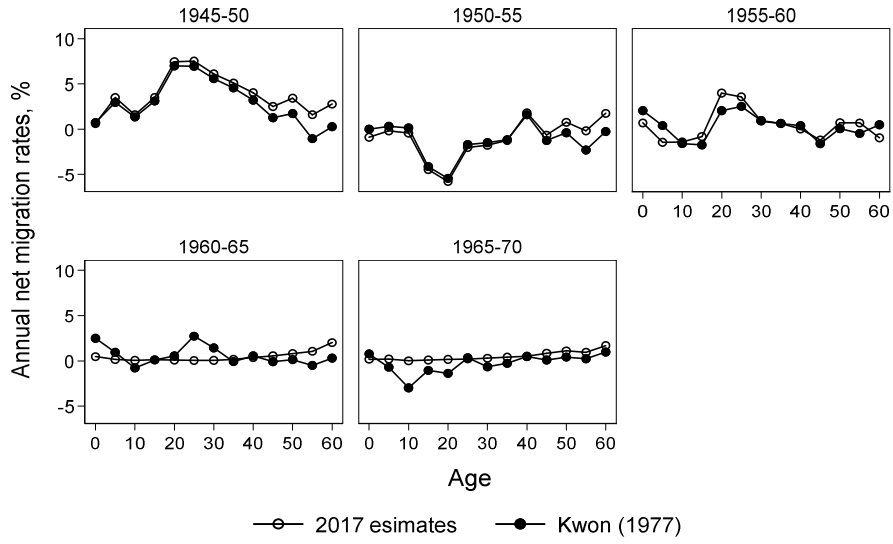 1945-50 1950-55 1955-60
Annual net migration rates, %
10
5
0
-5
0 10 20 30 40 50 60
1960-65 1965-70
10
5
0
-5
0 10 20 30 40 50 60 0 10 20 30 40 50 60
Age
2017 esimates Kwon (1977)